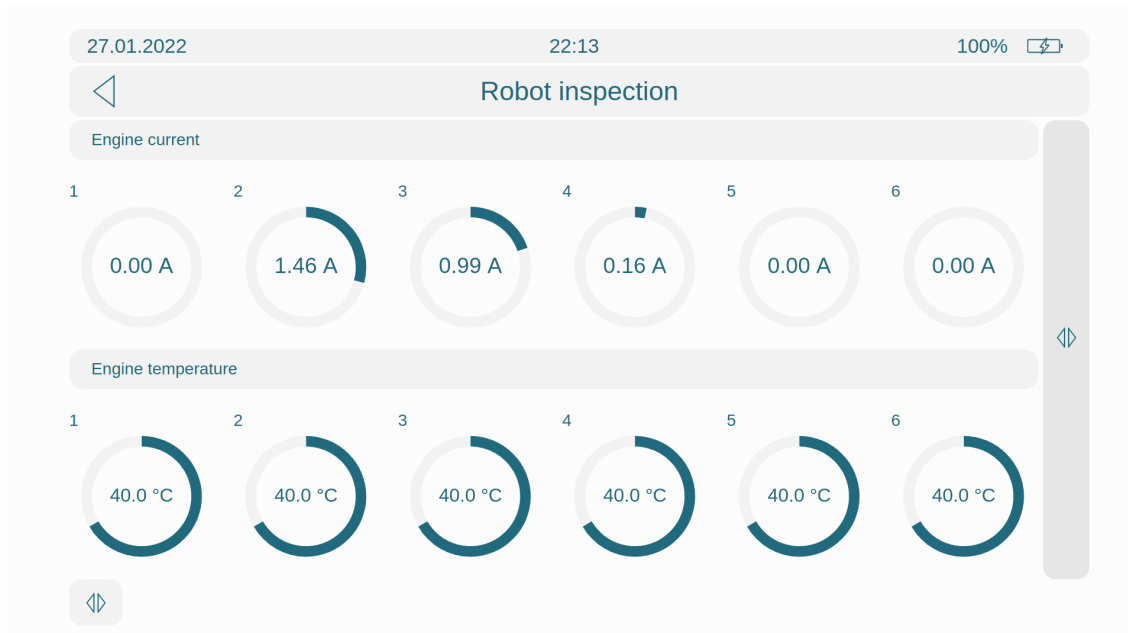 27.01.2022 22:13 100%
Robot inspection
Engine current
1 2 3 4 5 6
0.00 A 1.46 A 0.99 A 0.16 A 0.00 A 0.00 A
Engine temperature
1 2 3 4 5 6
40.0 °C 40.0 °C 40.0 °C 40.0 °C 40.0 °C 40.0 °C